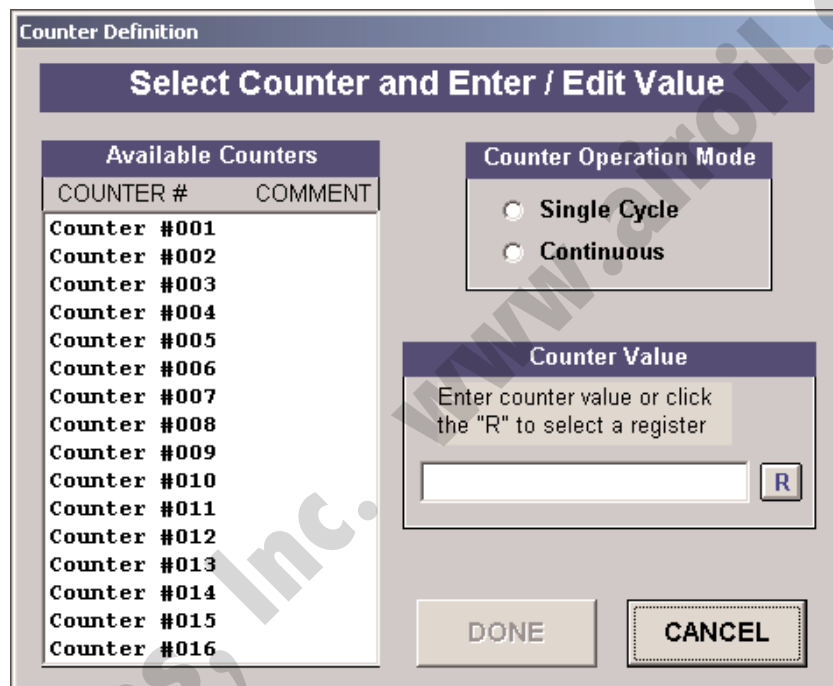 Counter Definition
Select Counter and Enter / Edit Value
Available Counters
COUNTER # COMMENT
Counter #001
Counter #002
Counter #003
Counter #004
Counter #005
Counter #006
Counter #007
Counter #008
Counter #009
Counter #010
Counter #011
Counter #012
Counter #013
Counter #014
Counter #015
Counter #016
Counter Operation Mode
Single Cycle
Continuous
Counter Value
Enter counter value or click
the "R" to select a register
R
DONE
CANCEL
Inc. www.airoil.